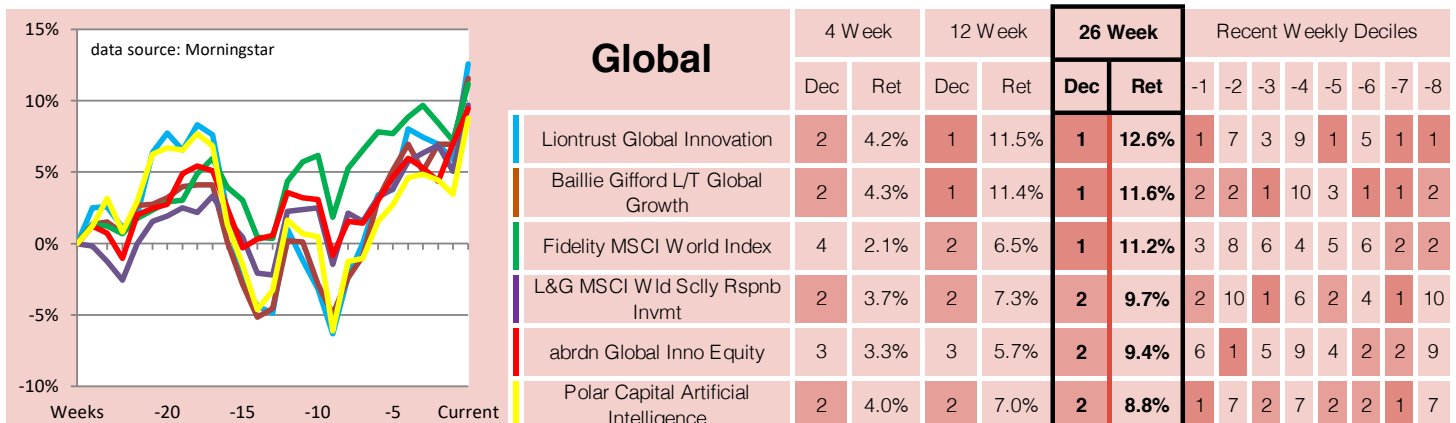 15%
data source: Morningstar
10%
5%
0%
-5%
-10%
Weeks -20 -15 -10 -5 Current
Global
4 Week 12 Week 26 Week Recent Weekly Deciles
Dec Ret Dec Ret Dec Ret -1 -2 -3 -4 -5 -6 -7 -8
Liontrust Global Innovation 2 4.2% 1 11.5% 1 12.6% 1 7 3 9 1 5 1 1
Baillie Gifford L/T Global
Growth 2 4.3% 1 11.4% 1 11.6% 2 2 1 10 3 1 1 2
Fidelity MSCI World Index 4 2.1% 2 6.5% 1 11.2% 3 8 6 4 5 6 2 2
L&G MSCI Wld Sclly Rspnb
Invmt 2 3.7% 2 7.3% 2 9.7% 2 10 1 6 2 4 1 10
abrdn Global Inno Equity 3 3.3% 3 5.7% 2 9.4% 6 1 5 9 4 2 2 9
Polar Capital Artificial
Intelligence 2 4.0% 2 7.0% 2 8.8% 1 7 2 7 2 2 1 7